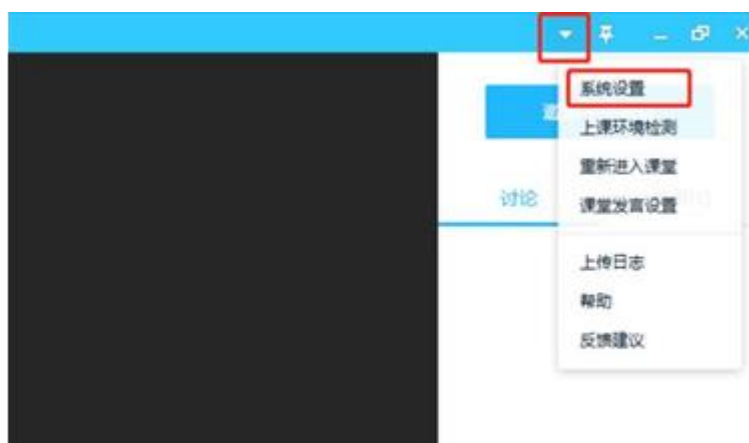 系统设置
上课环境检测
重新进入课堂
讨论
课堂发言设置
上传日志
帮助
反馈建议